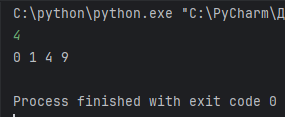 C:\python\python.exe "C:\PyCharm\Д
4
0 1 4 9
Process finished with exit code 0